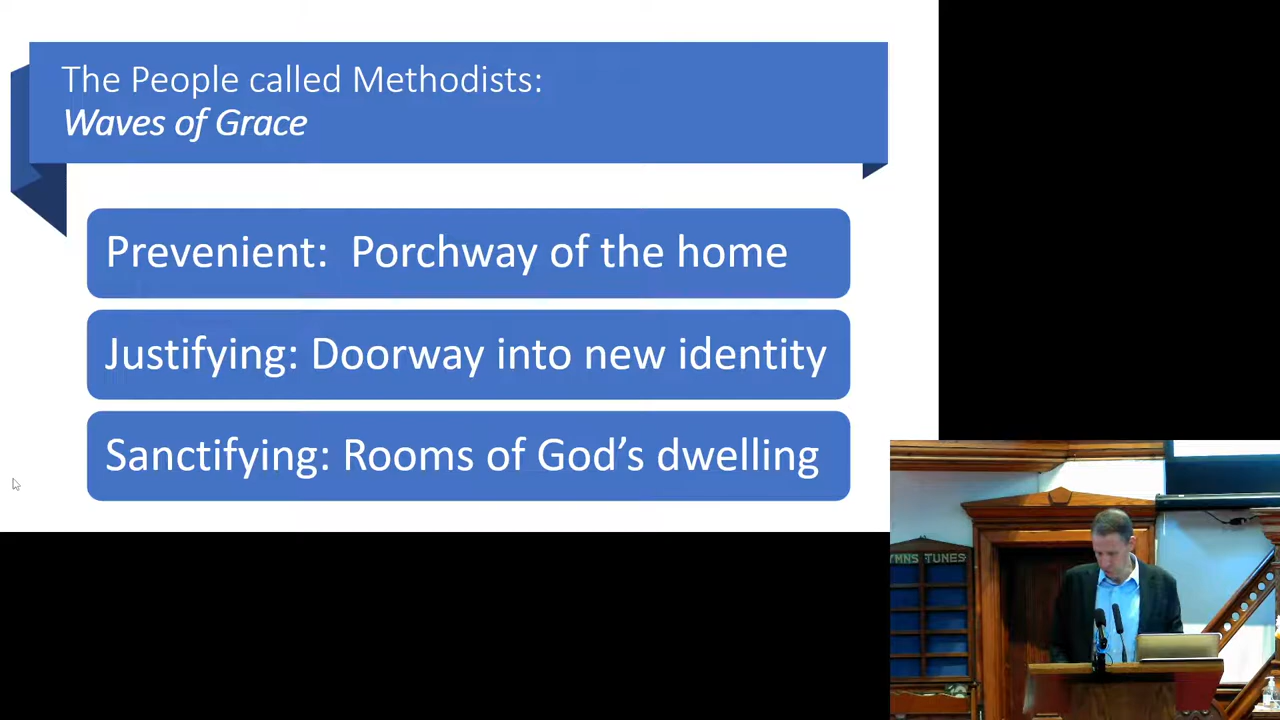 The People called Methodists:
Waves of Grace
Prevenient:  Porchway of the home
Justifying: Doorway into new identity
Sanctifying: Rooms of God’s dwelling
TUNES